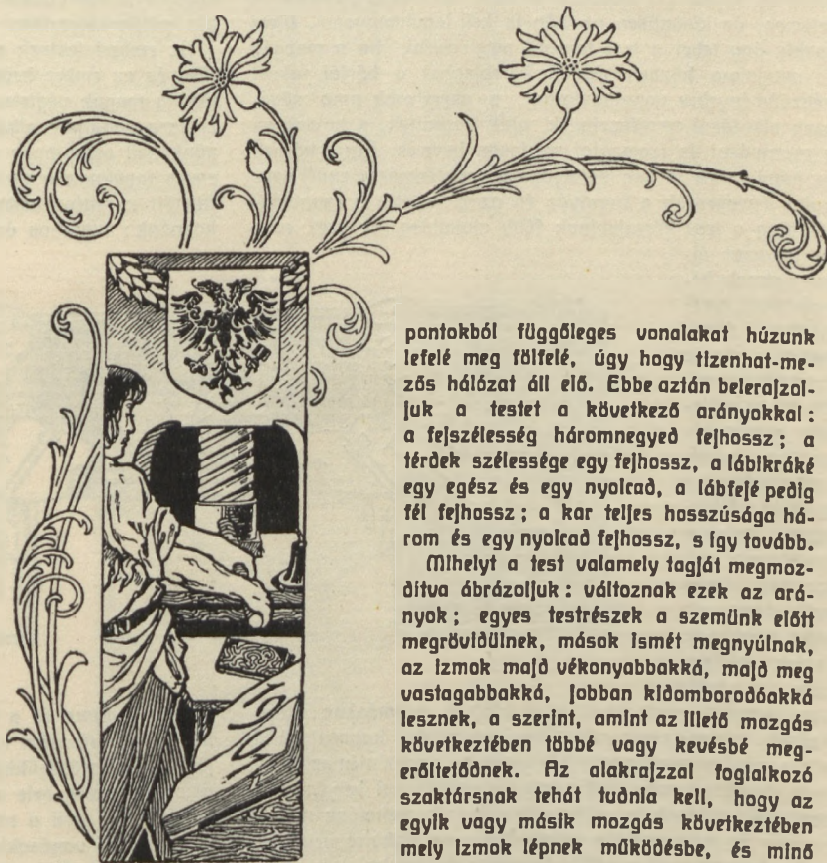 pontokból függőleges vonalakat húzunk
lefelé meg fölfelé, úgy hogy tizenhat-me-
zős hálózat áll elő. Ebbe aztán belerajzol-
juk a testet a következő arányokkal:
a fejszélesség háromnegyed fejhossz; a
térdek szélessége egy fejhossz, a lábikráké
egy egész és egy nyolcad, a lábfejé pedig
fél fejhossz; a kar teljes hosszúsága há-
rom és egy nyolcad fejhossz, s így tovább.
Mihelyt a test valamely tagját megmoz-
dítva ábrázoljuk: változnak ezek az ará-
nyok; egyes testrészek a szemünk előtt
megrövidülnek, mások ismét megnyúlnak,
az izmok majd vékonyabbakká, majd meg
vastagabbakká, jobban kidomborodóakká
lesznek, a szerint, amint az illető mozgás
következtében többé vagy kevésbé meg-
erőltetődnek. Az alakrajzzal foglalkozó
szaktársnak tehát tudnia kell, hogy az
egyik vagy másik mozgás következtében
mely izmok lépnek működésbe, és minő